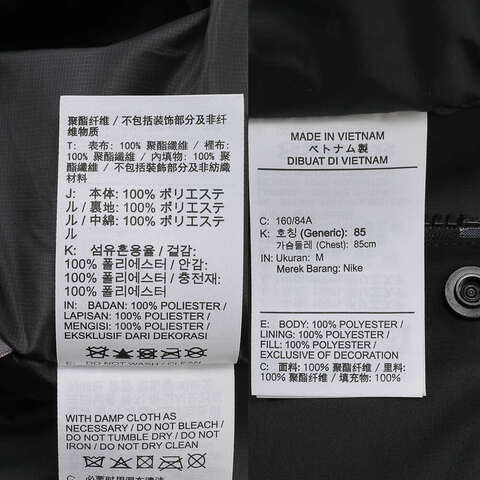 聚酯纤维 / 不包括装饰部分及非纤
维物质
T: 表布: 100% 聚酯纖維 / 裡布:
100% 聚酯纖維 / 內填物: 100% 聚
酯纖維 / 不包括裝飾部分及非紡織
材料
J: 本体: 100% ポリエステ
ル / 裏地: 100% ポリエステ
ル / 中綿: 100% ポリエステ
ル
K: 섬유혼용율 / 겉감:
100% 폴리에스터 / 안감:
100% 폴리에스터 / 충전재:
100% 폴리에스터
IN: BADAN: 100% POLIESTER /
LAPISAN: 100% POLIESTER /
MENGISI: 100% POLIESTER /
EKSKLUSIF DARI DEKORASI
E: DO NOT WASH / CLEAN
WITH DAMP CLOTH AS
NECESSARY / DO NOT BLEACH /
DO NOT TUMBLE DRY / DO NOT
IRON / DO NOT DRY CLEAN
MADE IN VIETNAM
ベトナム製
DIBUAT DI VIETNAM
C: 160/84A
K: 호칭 (Generic): 85
가슴둘레 (Chest): 85cm
IN: Ukuran: M
Merek Barang: Nike
E: BODY: 100% POLYESTER /
LINING: 100% POLYESTER /
FILL: 100% POLYESTER /
EXCLUSIVE OF DECORATION
C: 面料: 100% 聚酯纤维 / 里料:
100% 聚酯纤维 / 填充物: 100%